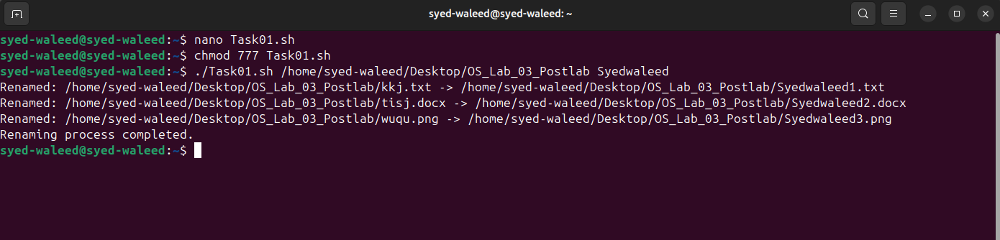 syed-waleed@syed-waleed: ~
syed-waleed@syed-waleed:~$ nano Task01.sh
syed-waleed@syed-waleed:~$ chmod 777 Task01.sh
syed-waleed@syed-waleed:~$ ./Task01.sh /home/syed-waleed/Desktop/OS_Lab_03_Postlab Syedwaleed
Renamed: /home/syed-waleed/Desktop/OS_Lab_03_Postlab/kkj.txt -> /home/syed-waleed/Desktop/OS_Lab_03_Postlab/Syedwaleed1.txt
Renamed: /home/syed-waleed/Desktop/OS_Lab_03_Postlab/tisj.docx -> /home/syed-waleed/Desktop/OS_Lab_03_Postlab/Syedwaleed2.docx
Renamed: /home/syed-waleed/Desktop/OS_Lab_03_Postlab/wuqu.png -> /home/syed-waleed/Desktop/OS_Lab_03_Postlab/Syedwaleed3.png
Renaming process completed.
syed-waleed@syed-waleed:~$